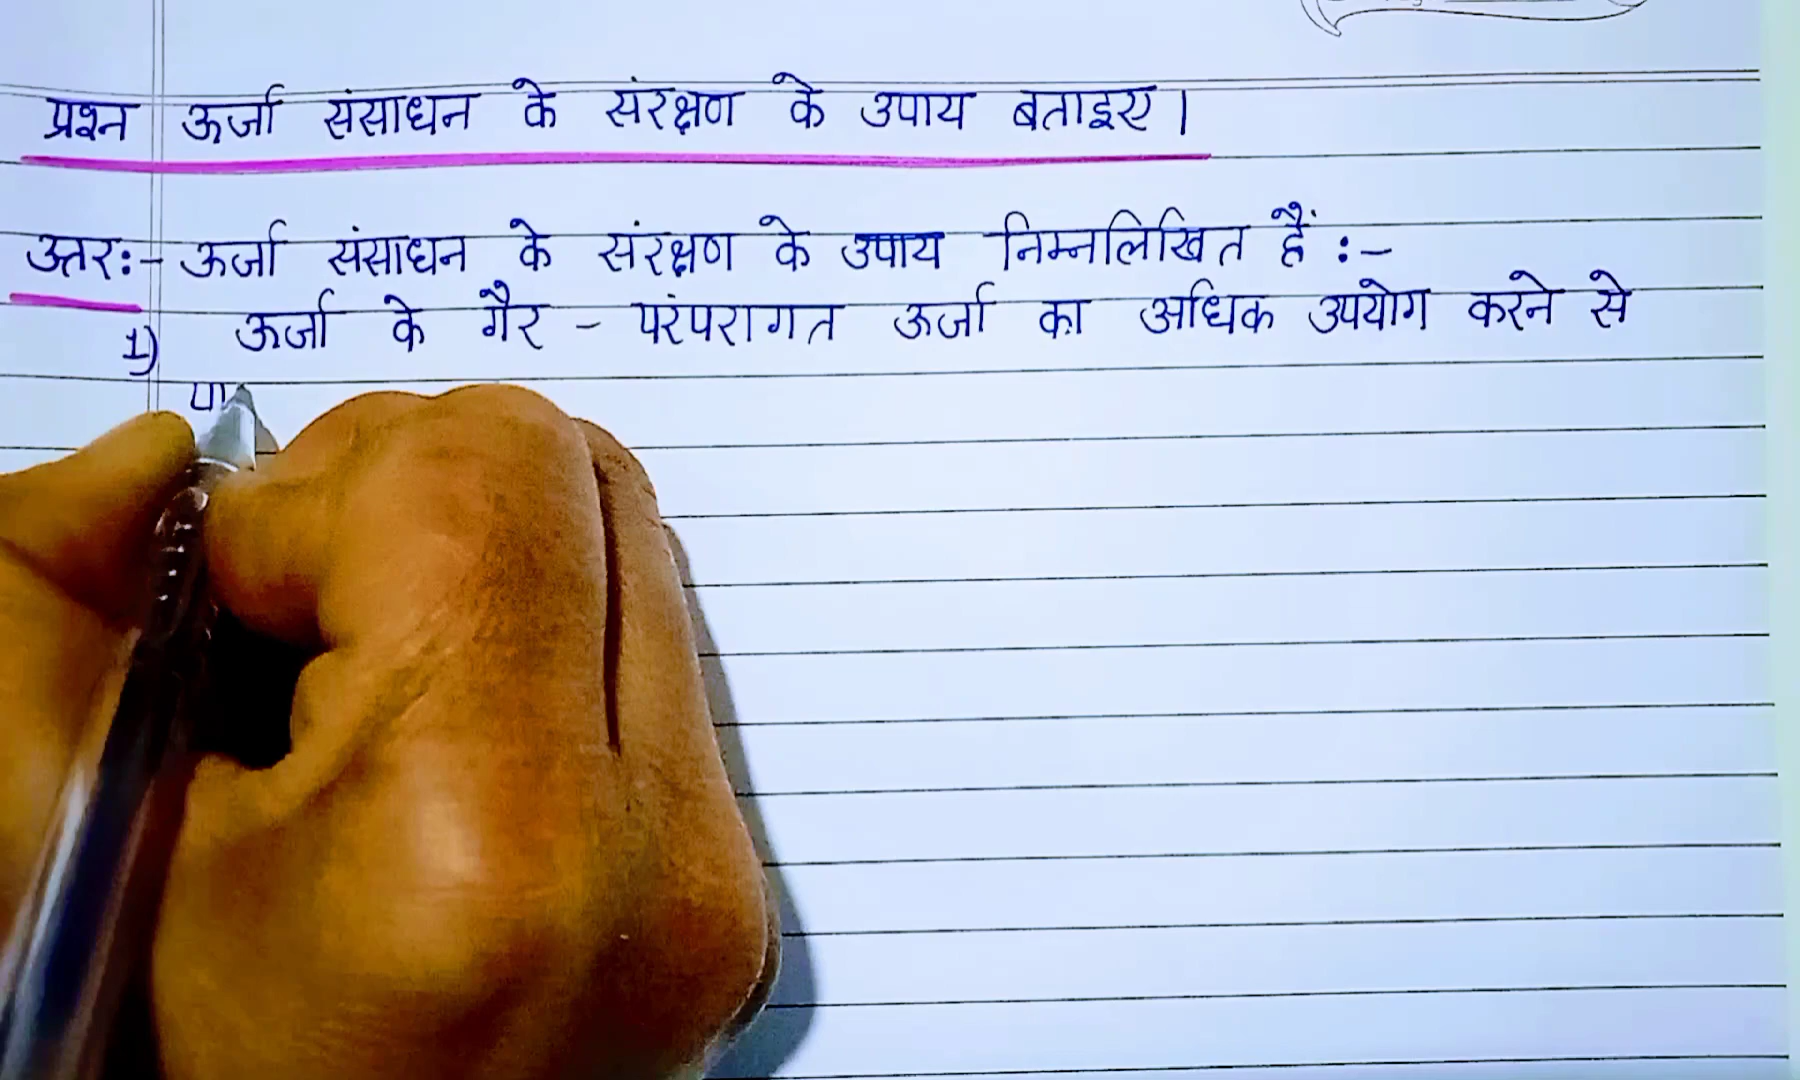 प्रश्न ऊर्जा संसाधन के संरक्षण के उपाय बताइए।
उत्तर:- ऊर्जा संसाधन के संरक्षण के उपाय निम्नलिखित हैं :-
1) ऊर्जा के गैर - परंपरागत ऊर्जा का अधिक उपयोग करने से